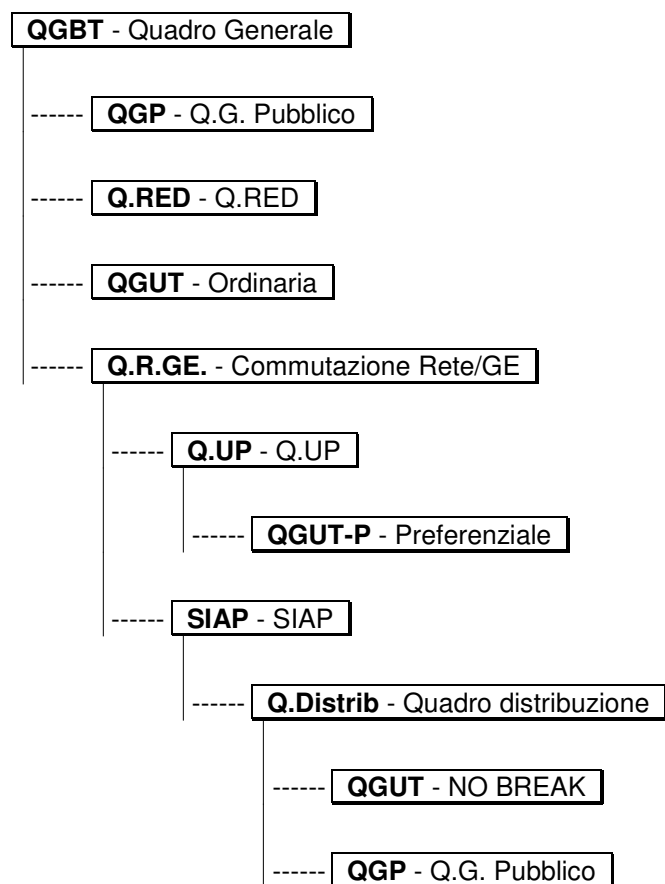 QGBT - Quadro Generale
------ QGP - Q.G. Pubblico
------ Q.RED - Q.RED
------ QGUT - Ordinaria
------ Q.R.GE. - Commutazione Rete/GE
------ Q.UP - Q.UP
------ QGUT-P - Preferenziale
------ SIAP - SIAP
------ Q.Distrib - Quadro distribuzione
------ QGUT - NO BREAK
------ QGP - Q.G. Pubblico